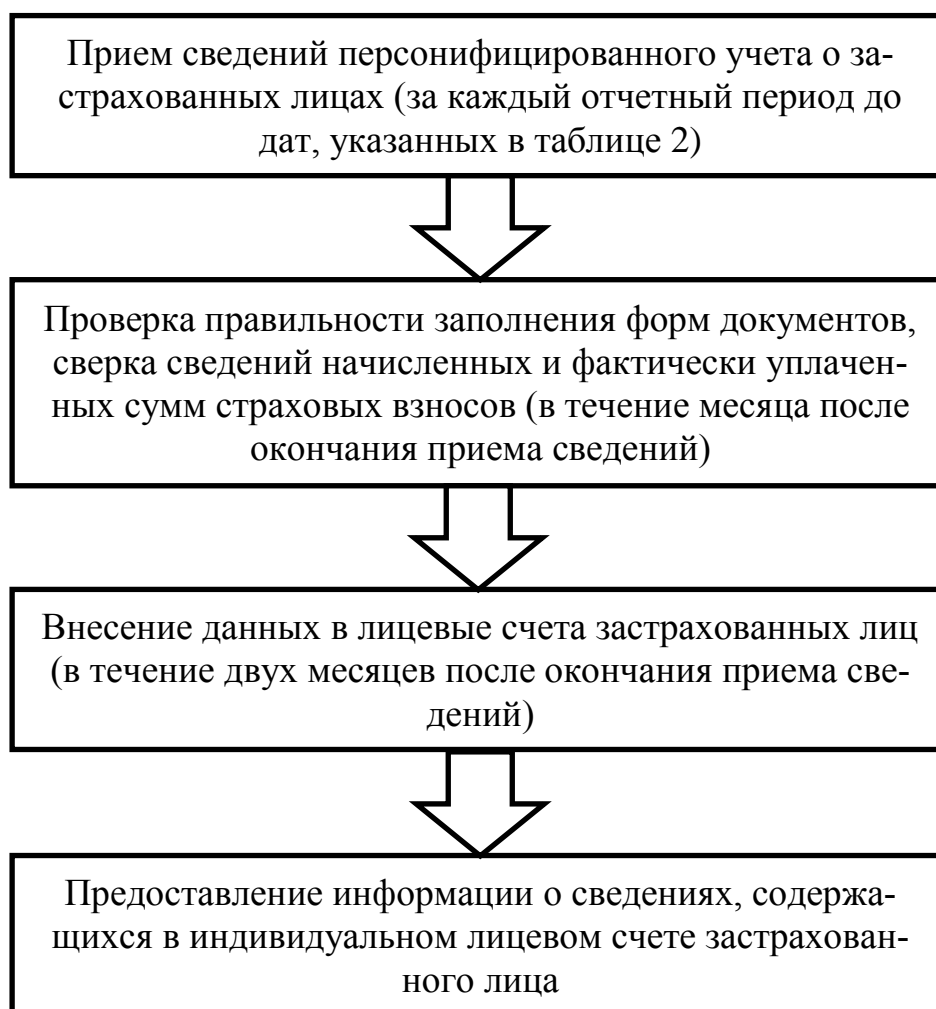 Прием сведений персонифицированного учета о за-
страхованных лицах (за каждый отчетный период до
дат, указанных в таблице 2)
Проверка правильности заполнения форм документов,
сверка сведений начисленных и фактически уплачен-
ных сумм страховых взносов (в течение месяца после
окончания приема сведений)
Внесение данных в лицевые счета застрахованных лиц
(в течение двух месяцев после окончания приема све-
дений)
Предоставление информации о сведениях, содержа-
щихся в индивидуальном лицевом счете застрахован-
ного лица